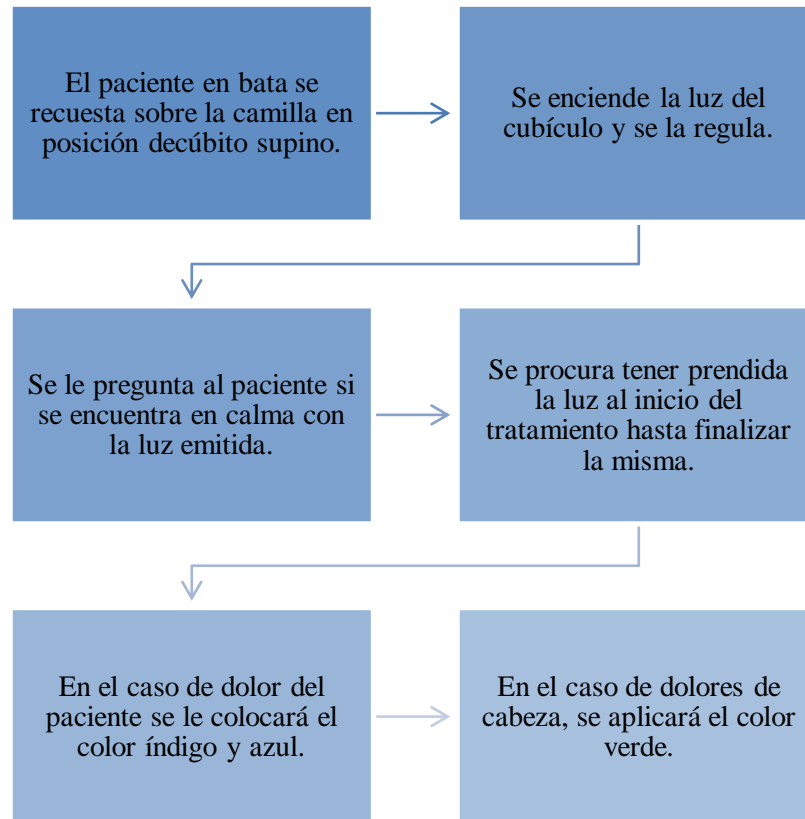 El paciente en bata se
recuesta sobre la camilla en
posición decúbito supino.
Se enciende la luz del
cubículo y se la regula.
Se le pregunta al paciente si
se encuentra en calma con
la luz emitida.
Se procura tener prendida
la luz al inicio del
tratamiento hasta finalizar
la misma.
En el caso de dolor del
paciente se le colocará el
color índigo y azul.
En el caso de dolores de
cabeza, se aplicará el color
verde.